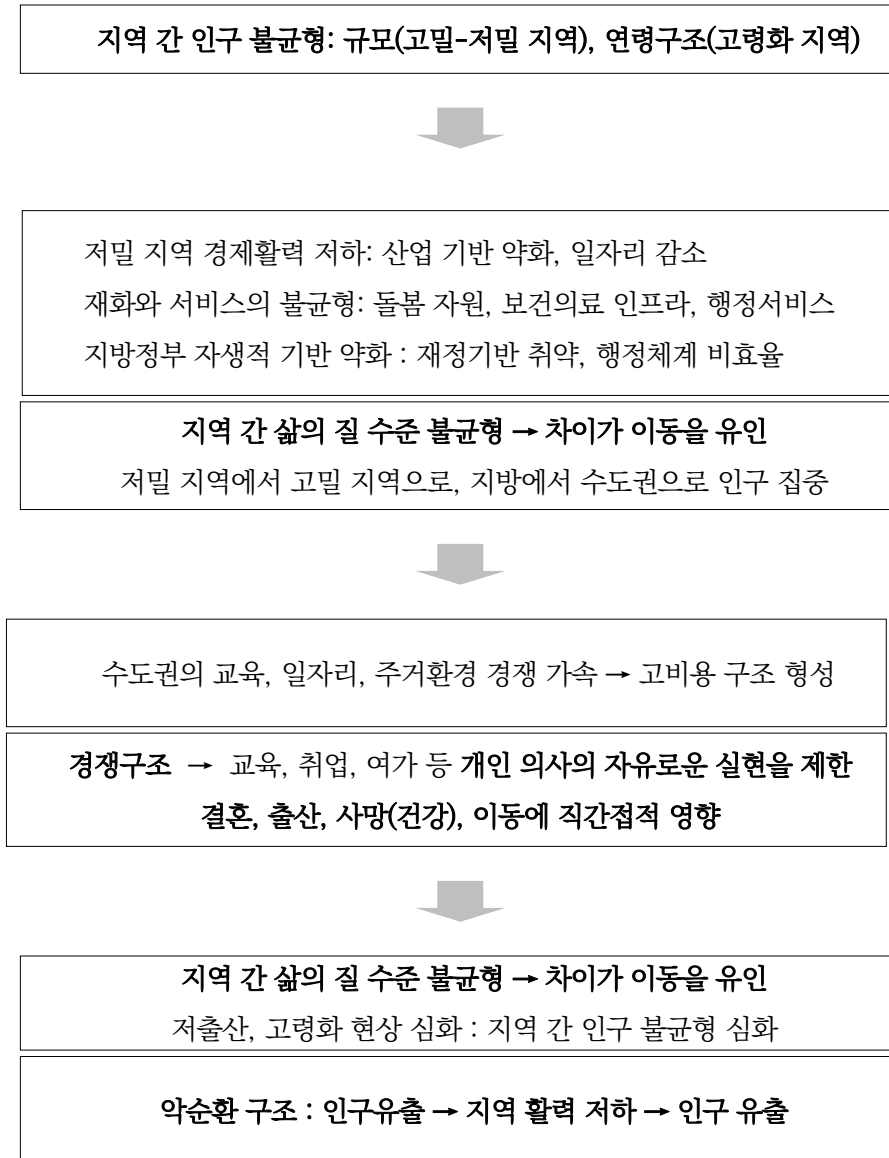 지역 간 인구 불균형: 규모(고밀-저밀 지역), 연령구조(고령화 지역)
저밀 지역 경제활력 저하: 산업 기반 약화, 일자리 감소
재화와 서비스의 불균형: 돌봄 자원, 보건의료 인프라, 행정서비스
지방정부 자생적 기반 약화 : 재정기반 취약, 행정체계 비효율
지역 간 삶의 질 수준 불균형 → 차이가 이동을 유인
저밀 지역에서 고밀 지역으로, 지방에서 수도권으로 인구 집중
수도권의 교육, 일자리, 주거환경 경쟁 가속 → 고비용 구조 형성
경쟁구조 → 교육, 취업, 여가 등 개인 의사의 자유로운 실현을 제한
결혼, 출산, 사망(건강), 이동에 직간접적 영향
지역 간 삶의 질 수준 불균형 → 차이가 이동을 유인
저출산, 고령화 현상 심화 : 지역 간 인구 불균형 심화
악순환 구조 : 인구유출 → 지역 활력 저하 → 인구 유출